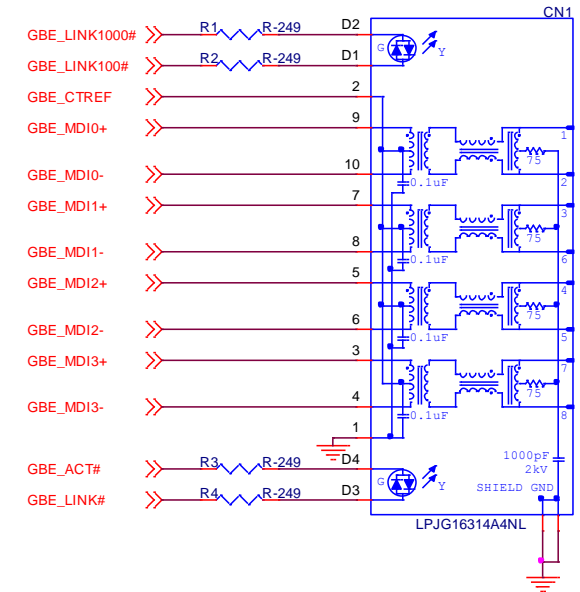 CN1
GBE_LINK1000# R1 R-249 D2
G Y
GBE_LINK100# R2 R-249 D1
GBE_CTREF 2
GBE_MDI0+ 9 1
75
GBE_MDI0- 10 2
0.1uF
GBE_MDI1+ 7 3
75
GBE_MDI1- 8 6
0.1uF
GBE_MDI2+ 5 4
75
GBE_MDI2- 6 5
0.1uF
GBE_MDI3+ 3 7
75
GBE_MDI3- 4 8
0.1uF
1
1000pF
2kV
GBE_ACT# R3 R-249 D4
G Y
SHIELD GND
GBE_LINK# R4 R-249 D3
LPJG16314A4NL